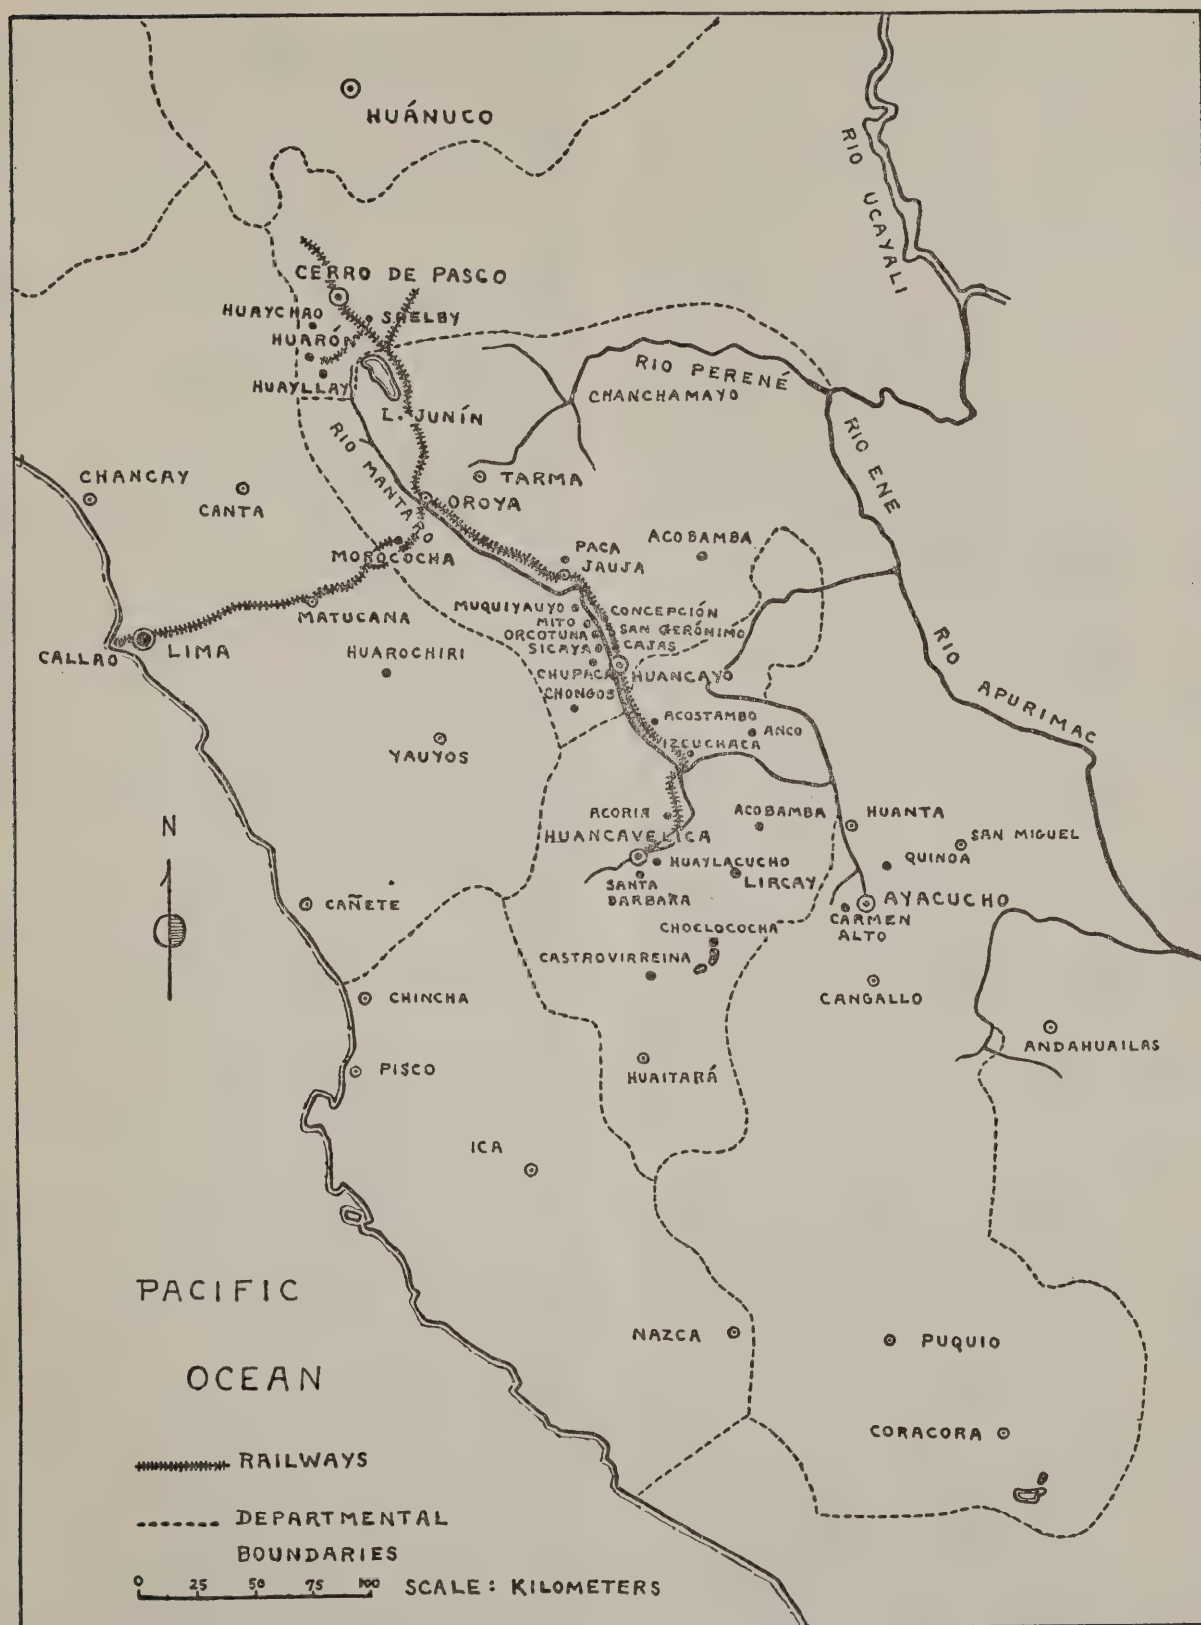 HUÁNUCO
RIO UCAYALI
CERRO DE PASCO
HUAYCHAO
SHELBY
HUARÓN
HUAYLLAY
L. JUNÍN
RIO PERENÉ
CHANCHAMAYO
RIO ENE
RIO MANTARO
TARMA
CHANCAY
CANTA
OROYA
MOROCOCHA
PACA
JAUJA
ACOBAMBA
MATUCANA
MUQUIYAUYO
CONCEPCIÓN
MITO
ORCOTUNA
SAN GERÓNIMO
SICAYA
CAJAS
CALLAO
LIMA
HUAROCHIRI
CHUPACA
HUANCAYO
CHONGOS
RIO APURIMAC
ACOSTAMBO
ANCO
YAUYOS
IZCUCHACA
N
ACORIA
ACOBAMBA
HUANTA
HUANCAVELICA
SAN MIGUEL
HUAYLACUCHO
QUINOA
SANTA
BARBARA
LIRCAY
CAÑETE
AYACUCHO
CARMEN
ALTO
CHOCLOCOCHA
CASTROVIRREINA
CHINCHA
CANGALLO
ANDAHUAILAS
PISCO
HUAITARÁ
ICA
PACIFIC
OCEAN
NAZCA
PUQUIO
CORACORA
RAILWAYS
DEPARTMENTAL
BOUNDARIES
0 25 50 75 100 SCALE: KILOMETERS